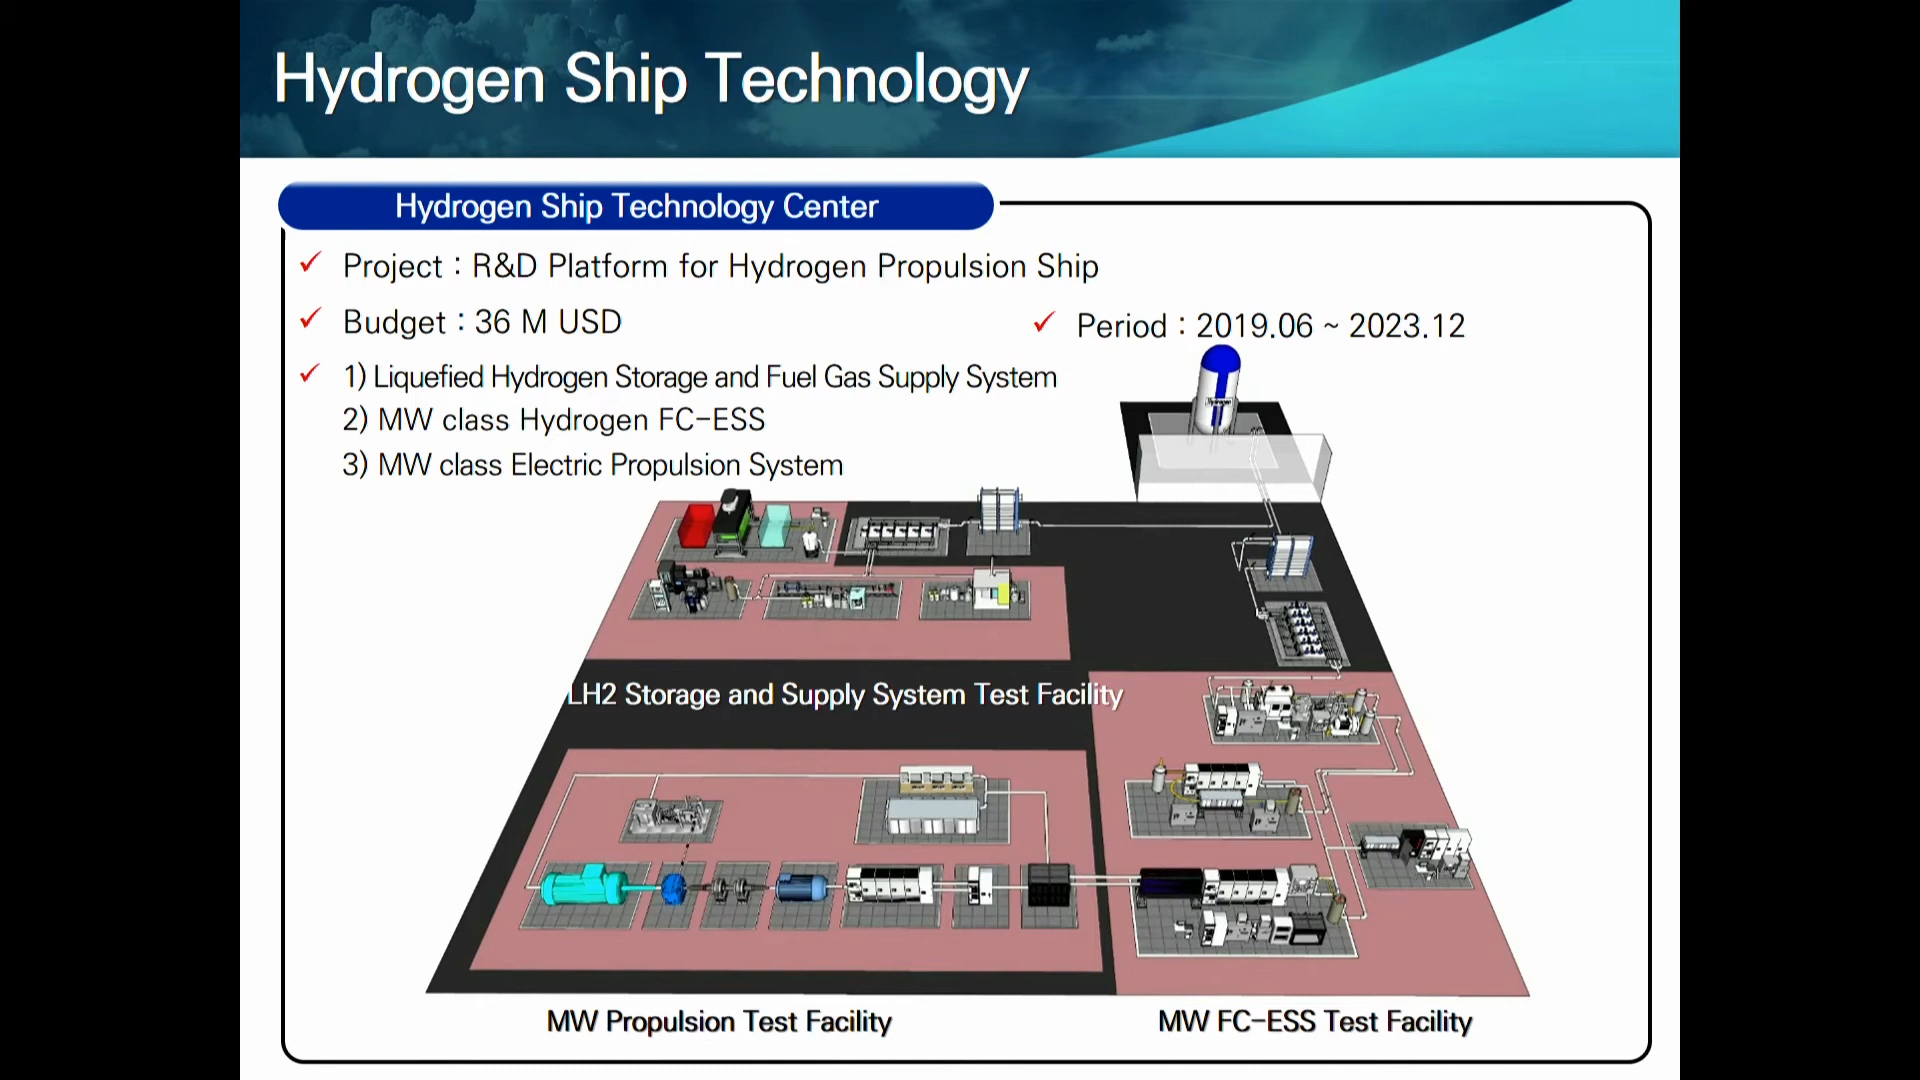 Hydrogen Ship Technology
Hydrogen Ship Technology Center
Project : R&D Platform for Hydrogen Propulsion Ship
Budget : 36 M USD
Period : 2019.06 ~ 2023.12
1) Liquefied Hydrogen Storage and Fuel Gas Supply System
2) MW class Hydrogen FC-ESS
3) MW class Electric Propulsion System
Hydrogen
LH2 Storage and Supply System Test Facility
MW Propulsion Test Facility
MW FC-ESS Test Facility